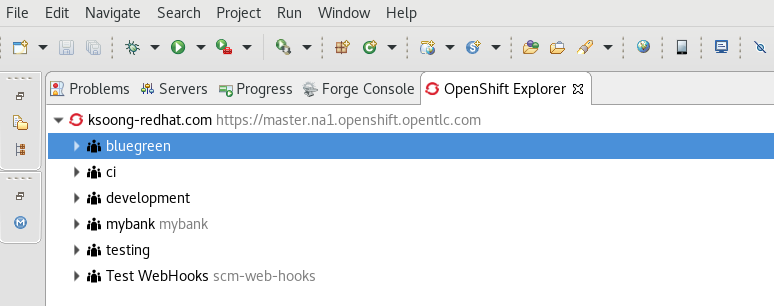 File Edit Navigate Search Project Run Window Help
Problems Servers Progress Forge Console OpenShift Explorer
ksoong-redhat.com https://master.na1.openshift.opentlc.com
bluegreen
ci
development
mybank mybank
testing
Test WebHooks scm-web-hooks